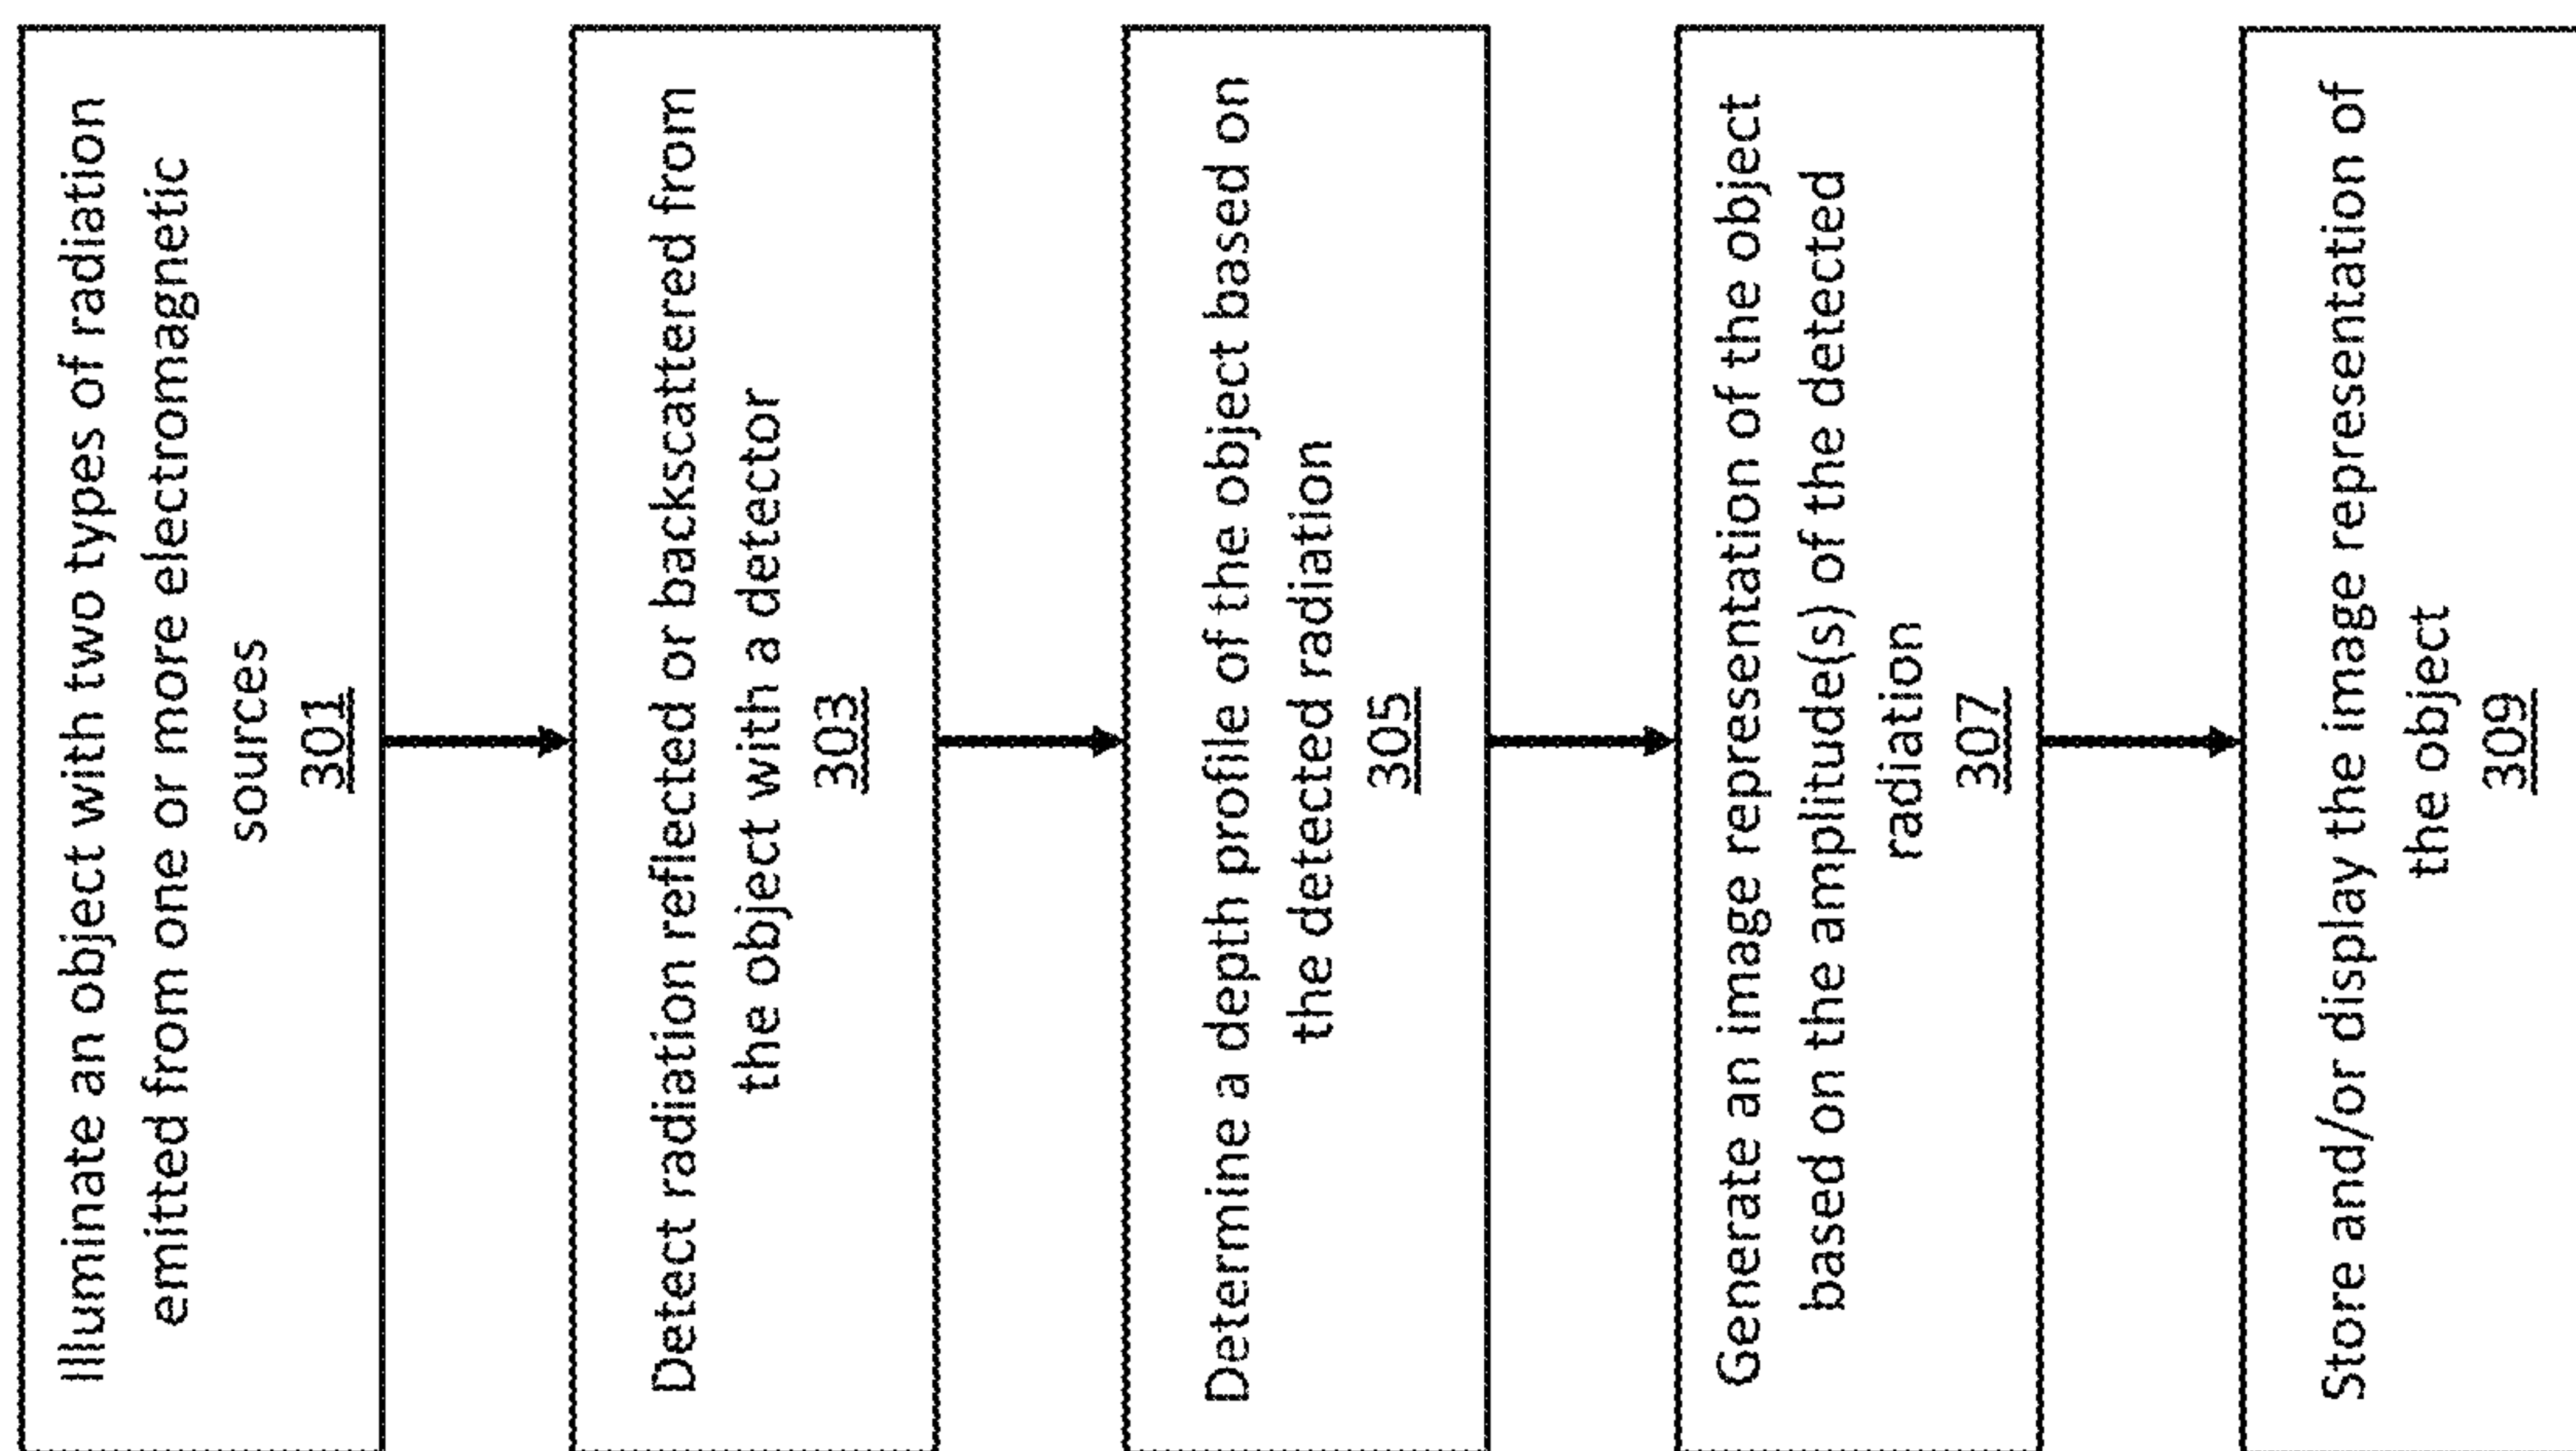 Illuminate an object with two types of radiation
emitted from one or more electromagnetic
sources
301
Detect radiation reflected or backscattered from
the object with a detector
303
Determine a depth profile of the object based on
the detected radiation
305
Generate an image representation of the object
based on the amplitude(s) of the detected
radiation
307
Store and/or display the image representation of
the object
309